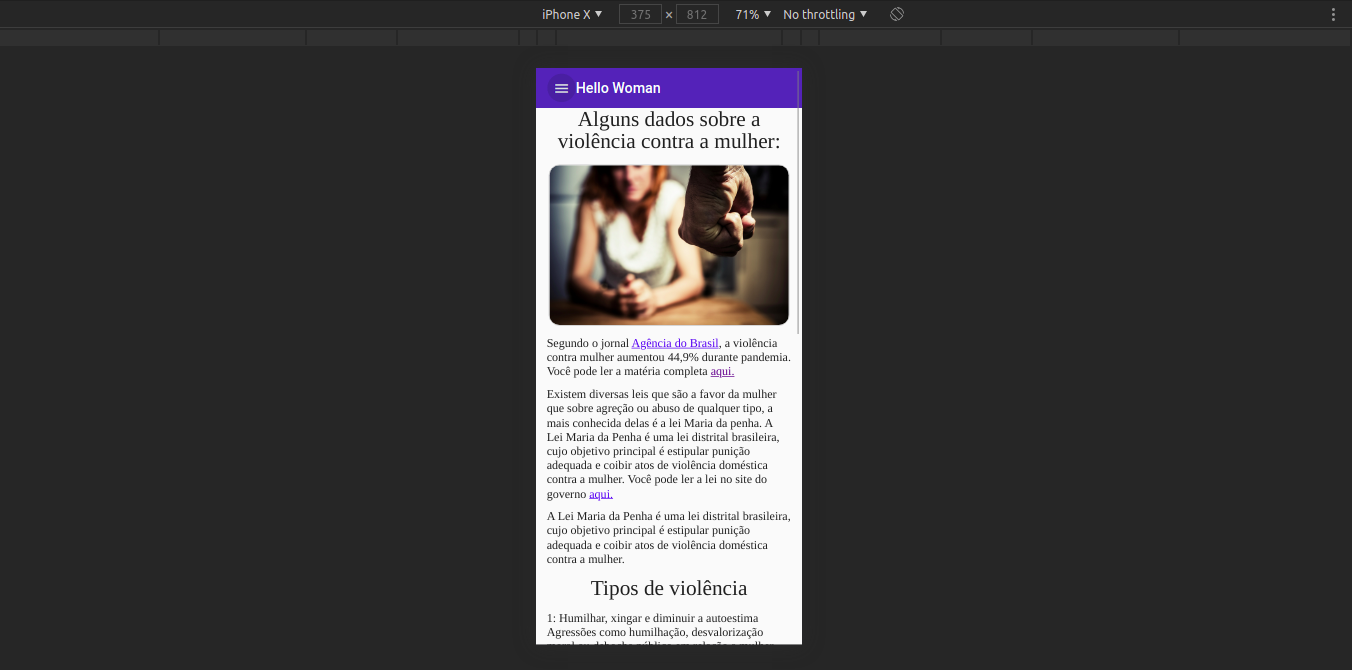 iPhone X ▼ 375 × 812 71% ▼ No throttling ▼
Hello Woman
Alguns dados sobre a
violência contra a mulher:
Segundo o jornal Agência do Brasil, a violência
contra mulher aumentou 44,9% durante pandemia.
Você pode ler a matéria completa aqui.
Existem diversas leis que são a favor da mulher
que sobre agreção ou abuso de qualquer tipo, a
mais conhecida delas é a lei Maria da penha. A
Lei Maria da Penha é uma lei distrital brasileira,
cujo objetivo principal é estipular punição
adequada e coibir atos de violência doméstica
contra a mulher. Você pode ler a lei no site do
governo aqui.
A Lei Maria da Penha é uma lei distrital brasileira,
cujo objetivo principal é estipular punição
adequada e coibir atos de violência doméstica
contra a mulher.
Tipos de violência
1: Humilhar, xingar e diminuir a autoestima
Agressões como humilhação, desvalorização